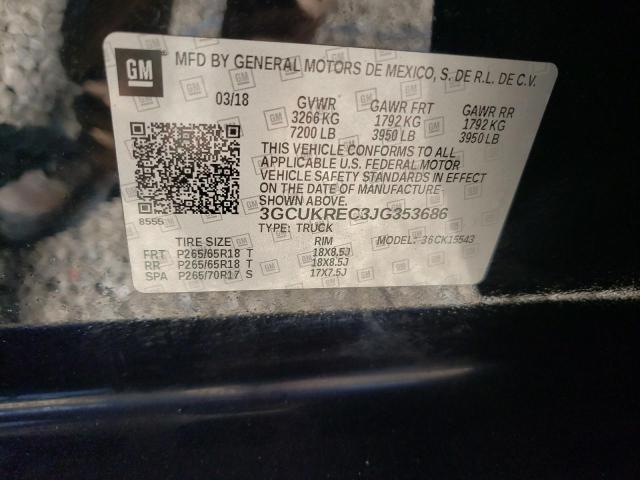 GM
MFD BY GENERAL MOTORS DE MEXICO, S. DE R.L. DE C.V.
03/18 GVWR GAWR FRT GAWR RR
3266 KG 1792 KG 1792 KG
7200 LB 3950 LB 3950 LB
THIS VEHICLE CONFORMS TO ALL
APPLICABLE U.S. FEDERAL MOTOR
VEHICLE SAFETY STANDARDS IN EFFECT
ON THE DATE OF MANUFACTURE
SHOWN ABOVE.
8555 3GCUKREC3JG353686
TYPE: TRUCK
TIRE SIZE RIM MODEL: 36CK15543
FRT P265/65R18 T 18X8.5J
RR P265/65R18 T 18X8.5J
SPA P265/70R17 S 17X7.5J